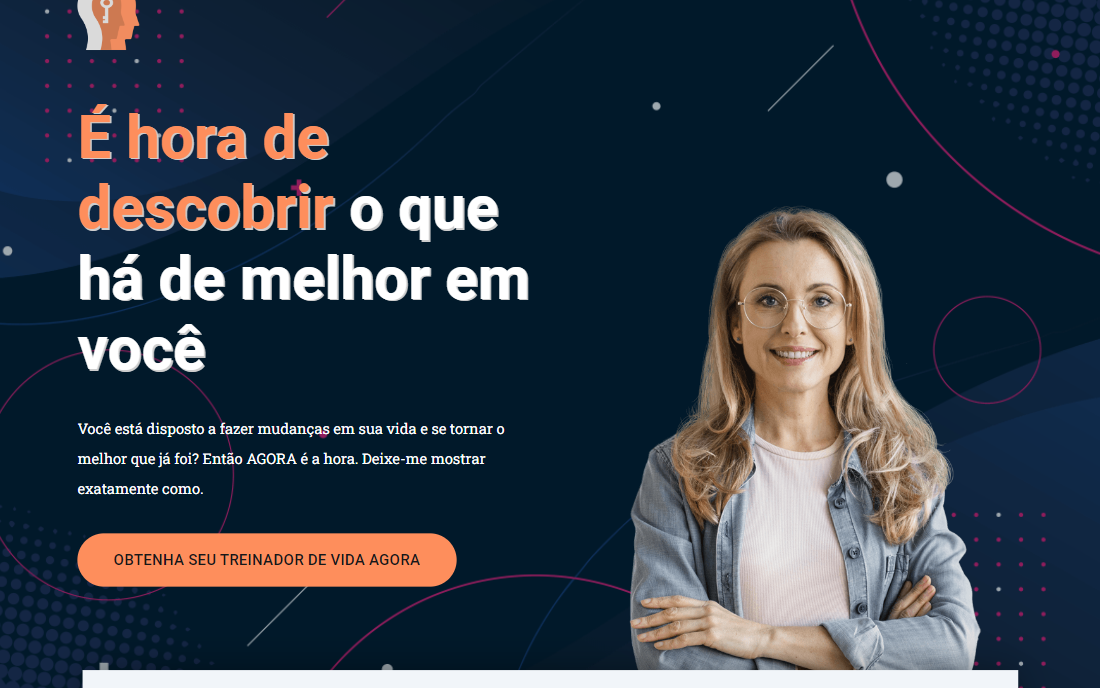 É hora de
descobrir o que
há de melhor em
você
Você está disposto a fazer mudanças em sua vida e se tornar o
melhor que já foi? Então AGORA é a hora. Deixe-me mostrar
exatamente como.
OBTENHA SEU TREINADOR DE VIDA AGORA